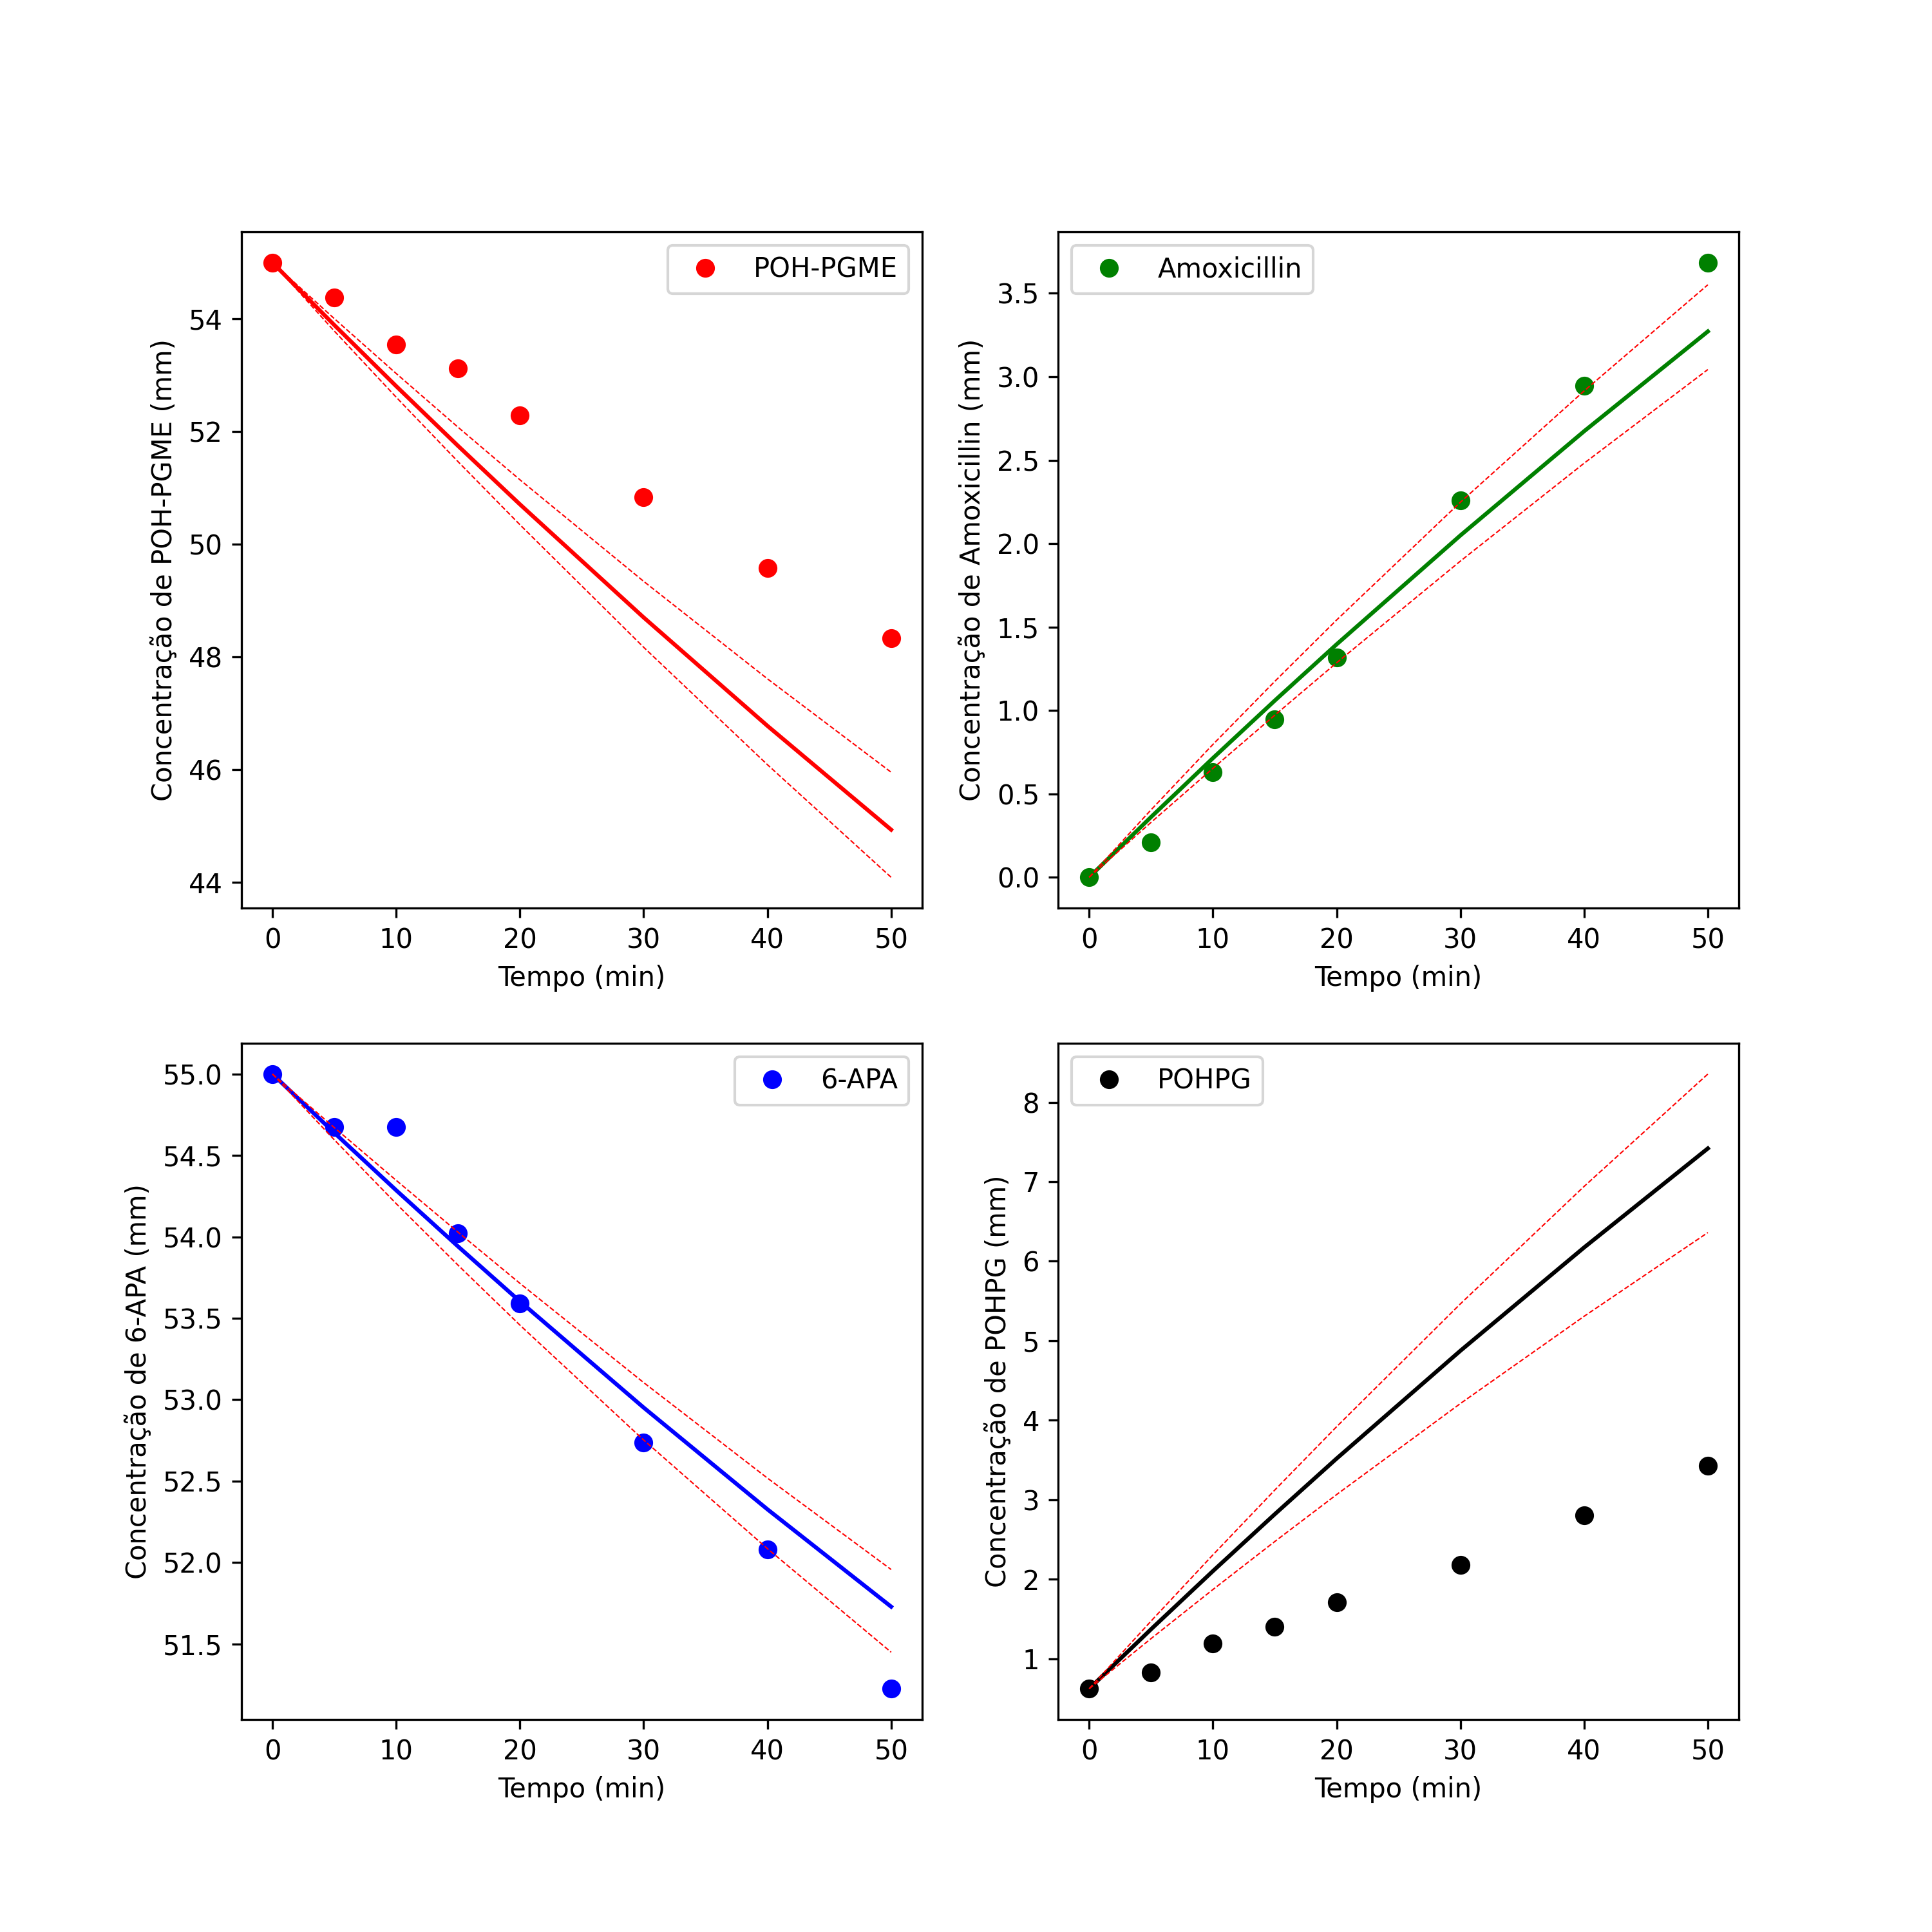 POH-PGME
Concentração de POH-PGME (mm)
54
52
50
48
46
44
0 10 20 30 40 50
Tempo (min)
Amoxicillin
Concentração de Amoxicillin (mm)
3.5
3.0
2.5
2.0
1.5
1.0
0.5
0.0
0 10 20 30 40 50
Tempo (min)
6-APA
Concentração de 6-APA (mm)
55.0
54.5
54.0
53.5
53.0
52.5
52.0
51.5
0 10 20 30 40 50
Tempo (min)
POHPG
Concentração de POHPG (mm)
8
7
6
5
4
3
2
1
0 10 20 30 40 50
Tempo (min)